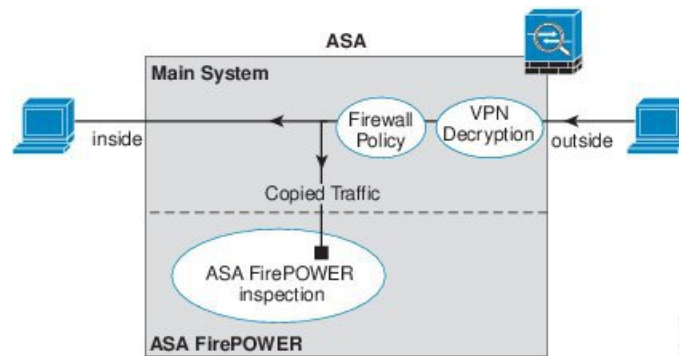 ASA
Main System
inside
Firewall
Policy
VPN
Decryption
outside
Copied Traffic
ASA FirePOWER
inspection
ASA FirePOWER